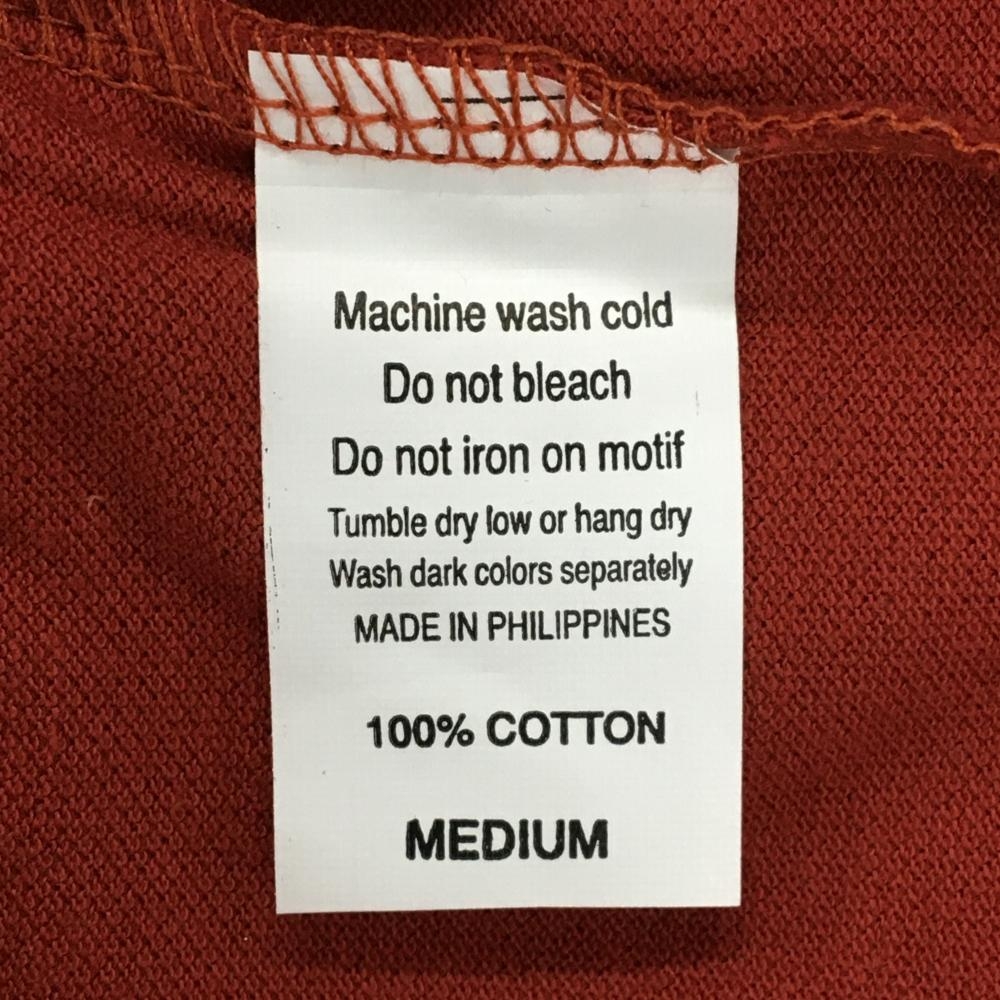 Machine wash cold
Do not bleach
Do not iron on motif
Tumble dry low or hang dry
Wash dark colors separately
MADE IN PHILIPPINES
100% COTTON
MEDIUM